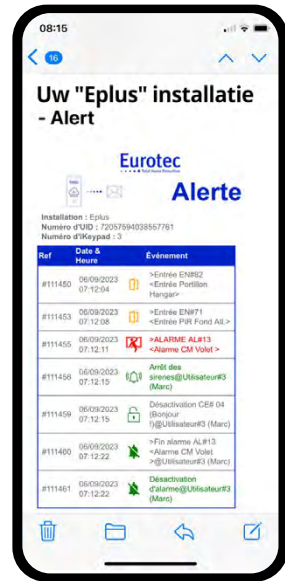 08:15
16
Uw "Eplus" installatie
- Alert
Eurotec
Alerte
Installation : Eplus
Numéro d'UID : 72057594038557761
Numéro d'iKeypad : 3
Ref
Date &
Heure
Événement
#111450
06/09/2023
07:12:04
>Entrée EN#82
<Entrée Portillon
Hangar>
#111453
06/09/2023
07:12:08
>Entrée EN#71
<Entrée PIR Fond All.>
#111455
06/09/2023
07:12:11
>ALARME AL#13
<Alarme CM Volet >
#111456
06/09/2023
07:12:15
Arrêt des
sirenes@Utilisateur#3
(Marc)
#111459
06/09/2023
07:12:15
Désactivation CE# 04
(Bonjour
!)@Utilisateur#3 (Marc)
#111460
06/09/2023
07:12:22
>Fin alarme AL#13
<Alarme CM Volet
>@Utilisateur#3 (Marc)
#111461
06/09/2023
07:12:22
Désactivation
d'alarme@Utilisateur#3
(Marc)